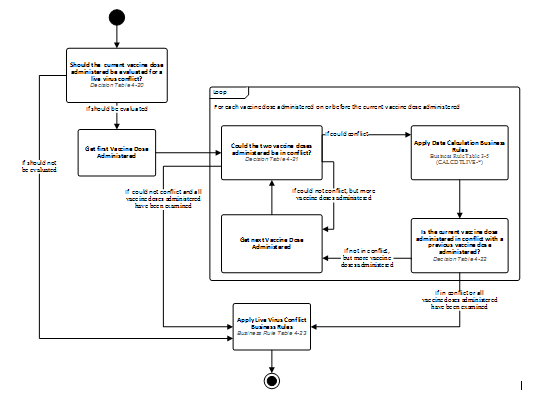 Should the current vaccine dose
administered be evaluated for a
live virus conflict?
Decision Table 4-20
If should be evaluated
Get first Vaccine Dose
Administered
If should not
be evaluated
Loop
For each vaccine dose administered on or before the current vaccine dose administered
Could the two vaccine doses
administered be in conflict?
Decision Table 4-21
If could conflict
Apply Date Calculation Business
Rules
Business Rule Table 3-5
(CALCDTLIVE-*)
If could not conflict and all
vaccine doses administered
have been examined
If could not conflict, but more
vaccine doses administered
Get next Vaccine Dose
Administered
If not in conflict,
but more vaccine
doses administered
Is the current vaccine dose
administered in conflict with a
previous vaccine dose
administered?
Decision Table 4-22
If in conflict or all
vaccine doses administered
have been examined
Apply Live Virus Conflict
Business Rules
Business Rule Table 4-23